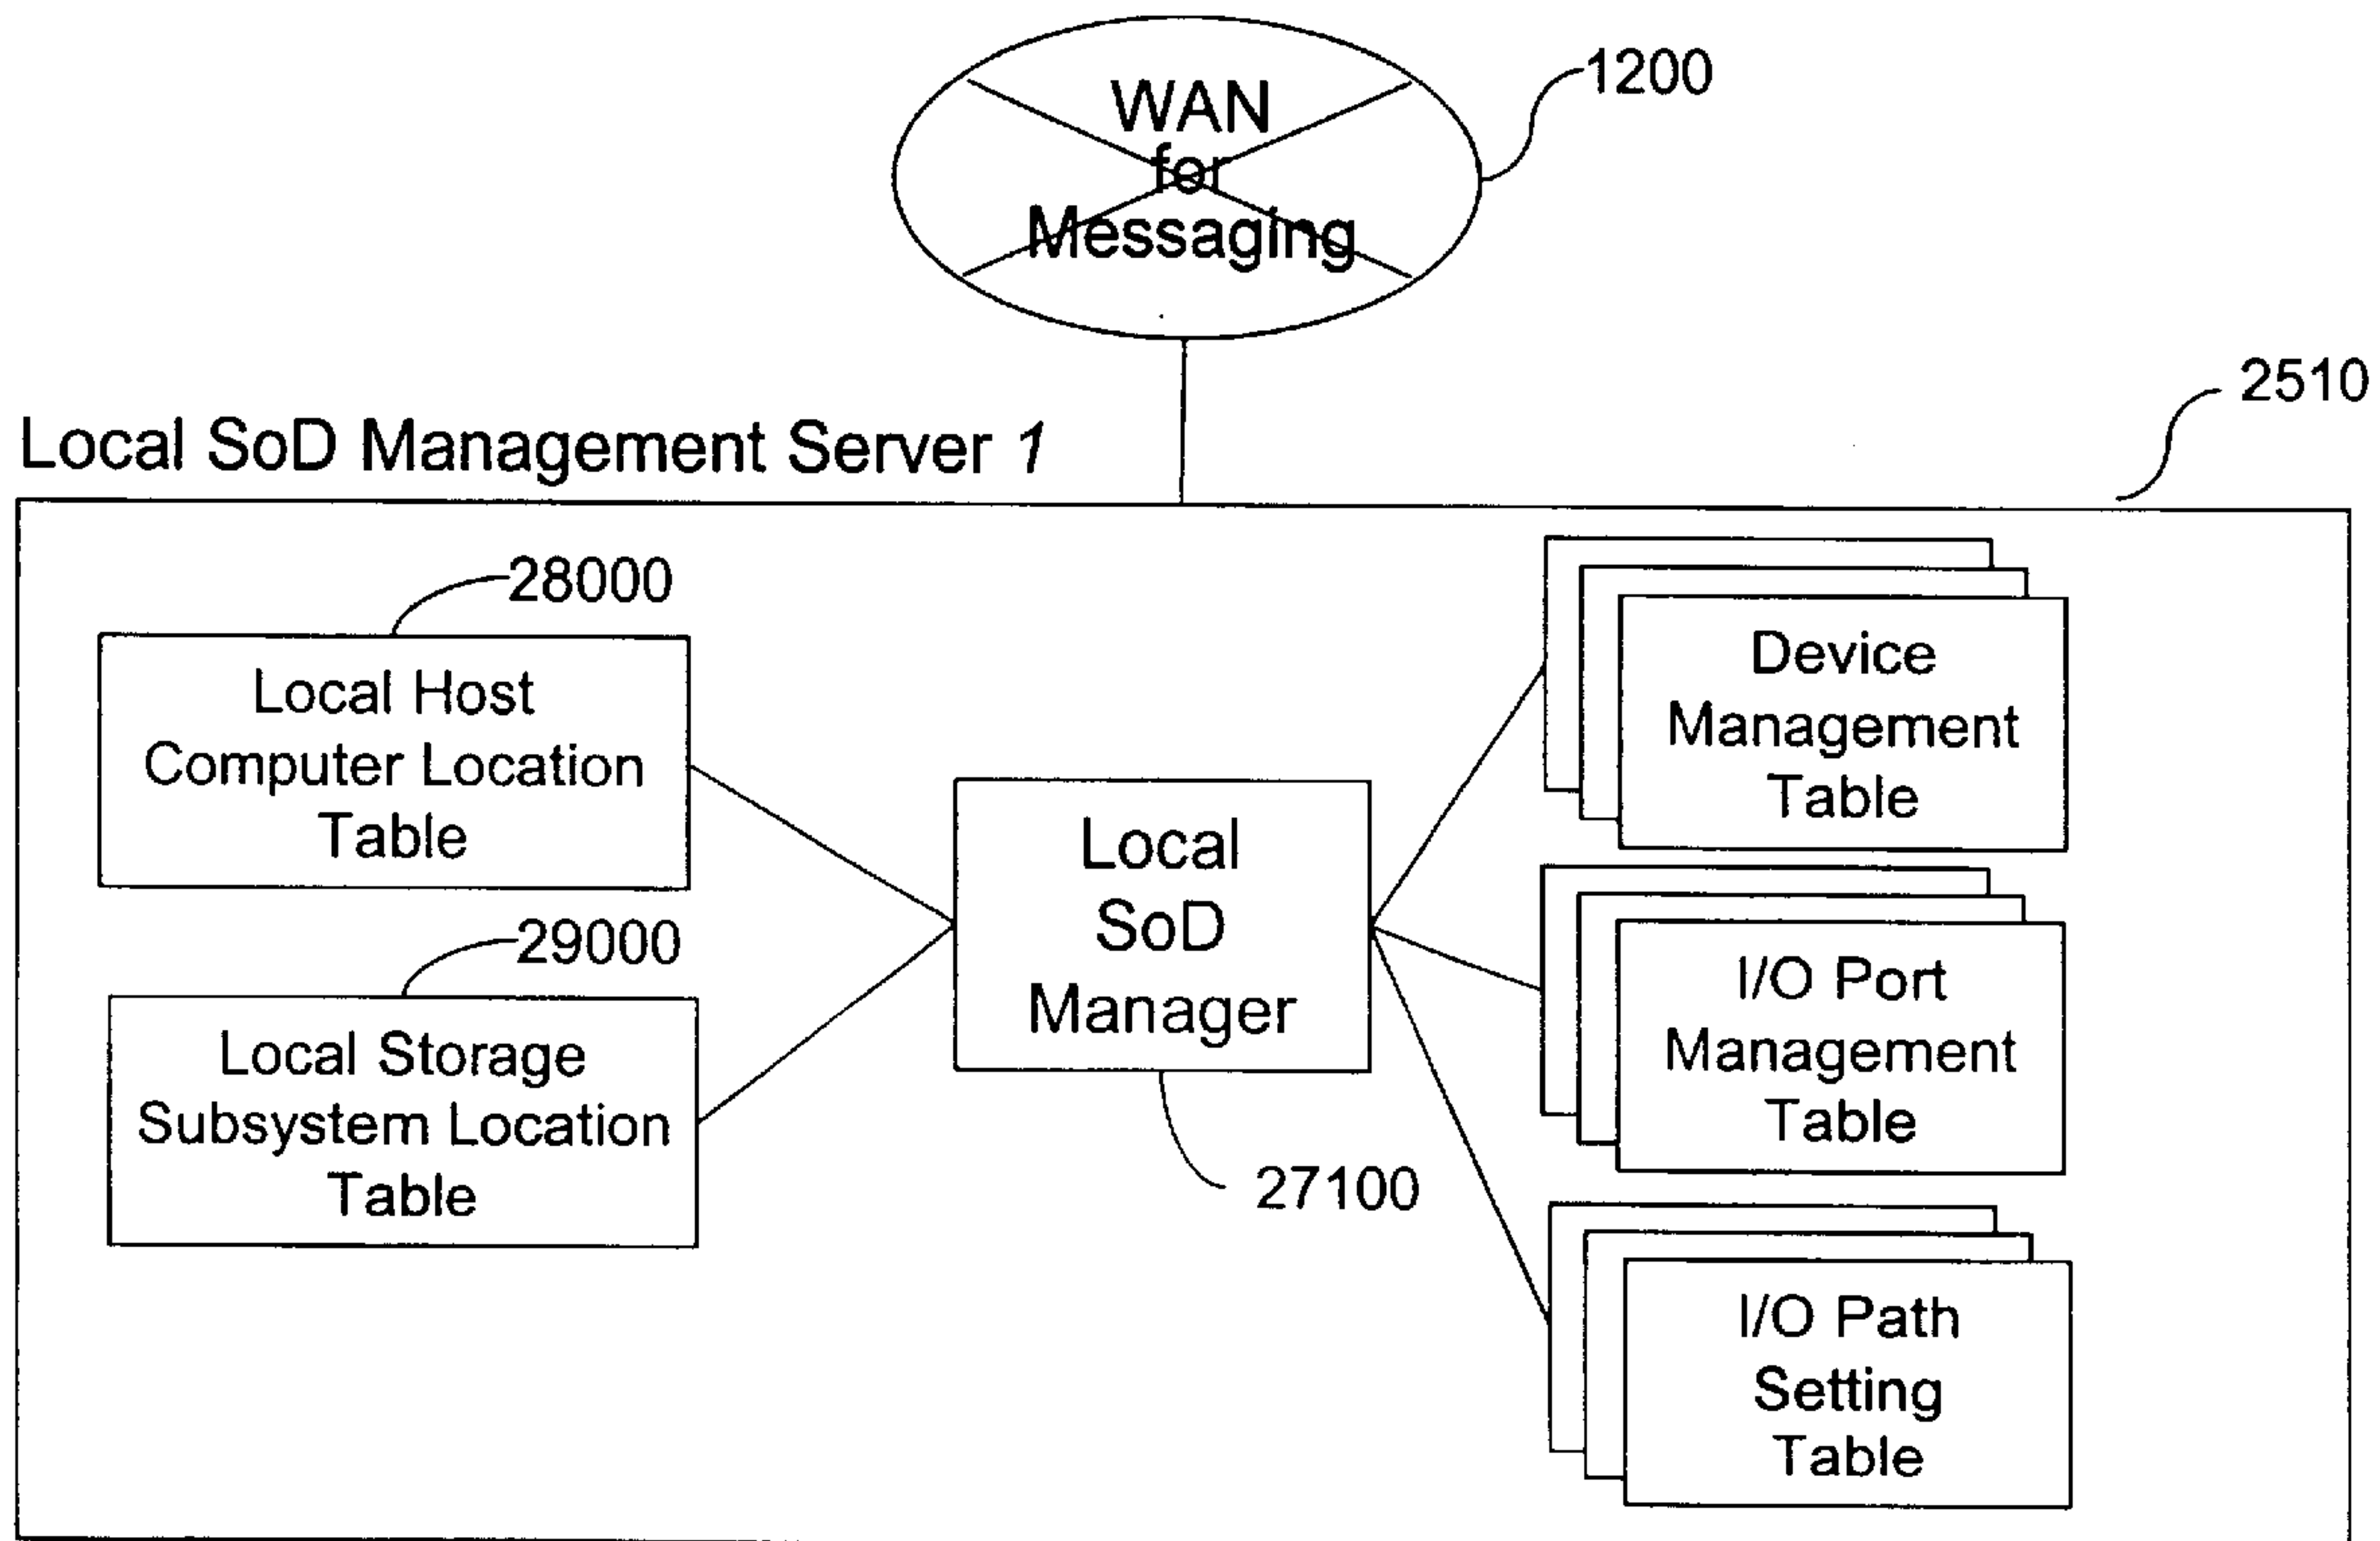 WAN
for
Messaging
1200
2510
Local SoD Management Server 1
28000
Local Host
Computer Location
Table
29000
Local Storage
Subsystem Location
Table
Local
SoD
Manager
27100
Device
Management
Table
I/O Port
Management
Table
I/O Path
Setting
Table